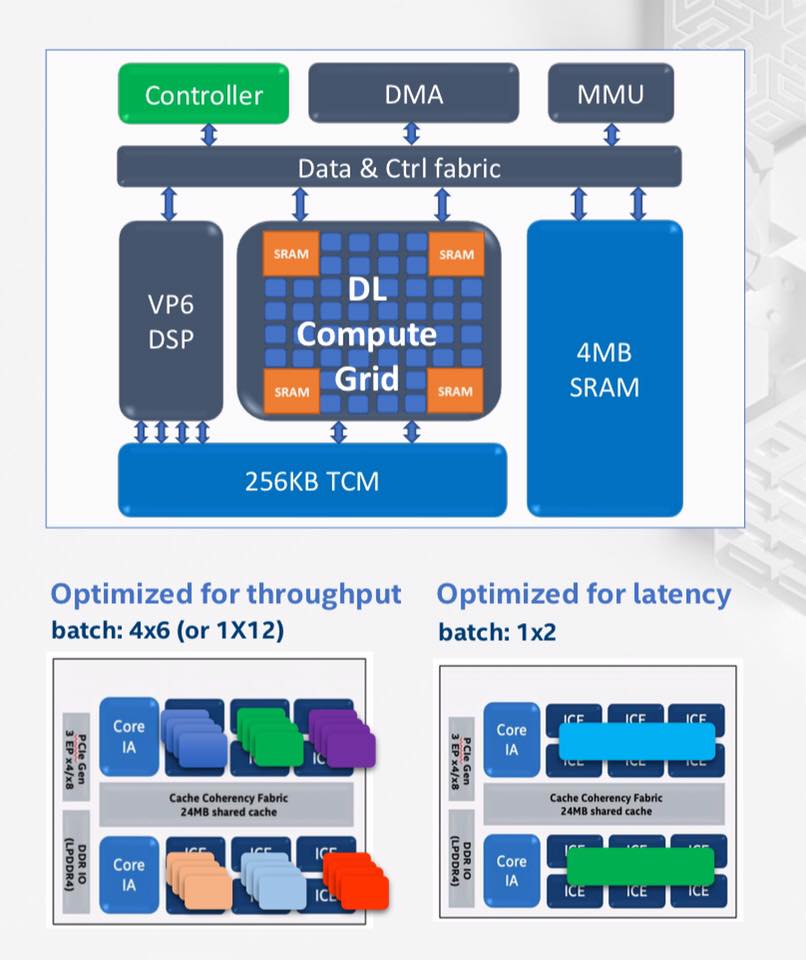 Controller
DMA
MMU
Data & Ctrl fabric
VP6
DSP
SRAM
SRAM
DL
Compute
Grid
SRAM
SRAM
4MB
SRAM
256KB TCM
Optimized for throughput
batch: 4x6 (or 1X12)
Optimized for latency
batch: 1x2
PCIe Gen
3 EP x4/x8
Core
IA
Cache Coherency Fabric
24MB shared cache
DDR IO
(LPDDR4)
Core
IA
ICE
PCIe Gen
3 EP x4/x8
Core
IA
ICE
ICE
ICE
ICE
ICE
ICE
Cache Coherency Fabric
24MB shared cache
DDR IO
(LPDDR4)
Core
IA
ICE
ICE
ICE
ICE
ICE
ICE